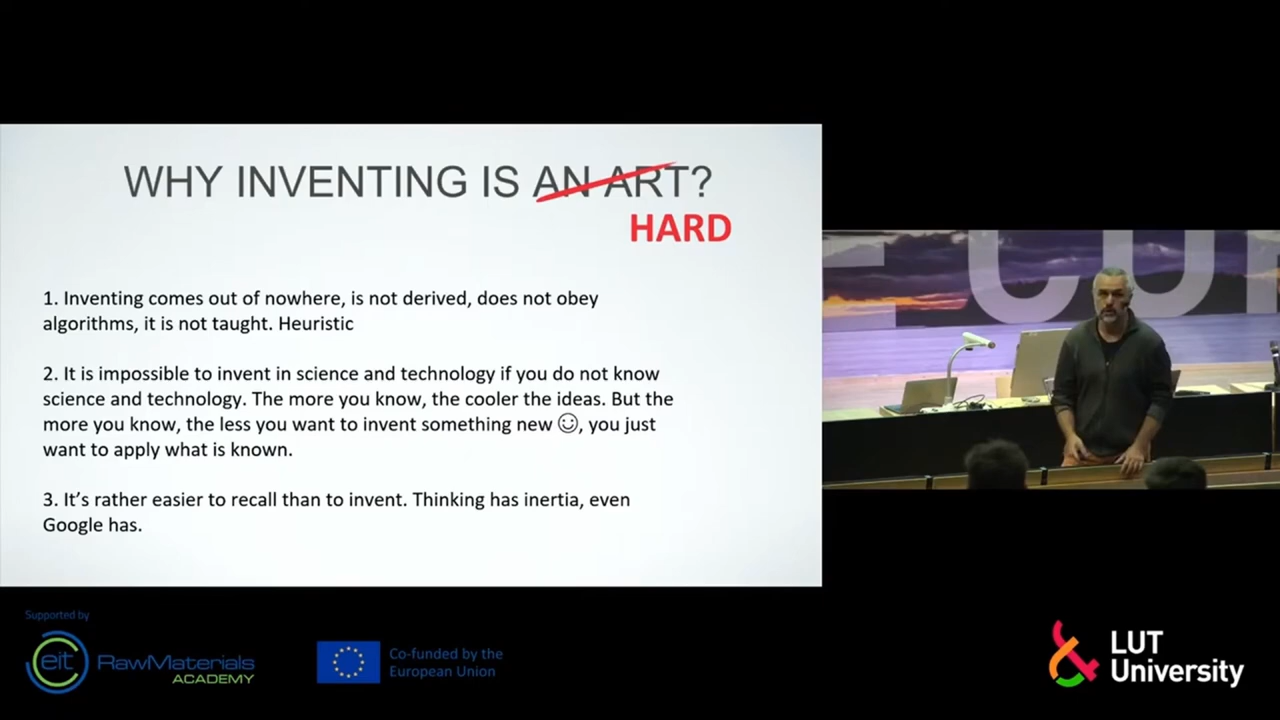 WHY INVENTING IS AN ART?
HARD
1. Inventing comes out of nowhere, is not derived, does not obey
algorithms, it is not taught. Heuristic
2. It is impossible to invent in science and technology if you do not know
science and technology. The more you know, the cooler the ideas. But the
more you know, the less you want to invent something new ☺, you just
want to apply what is known.
3. It’s rather easier to recall than to invent. Thinking has inertia, even
Google has.
Supported by
eit RawMaterials
ACADEMY
Co-funded by the
European Union
LUT
University